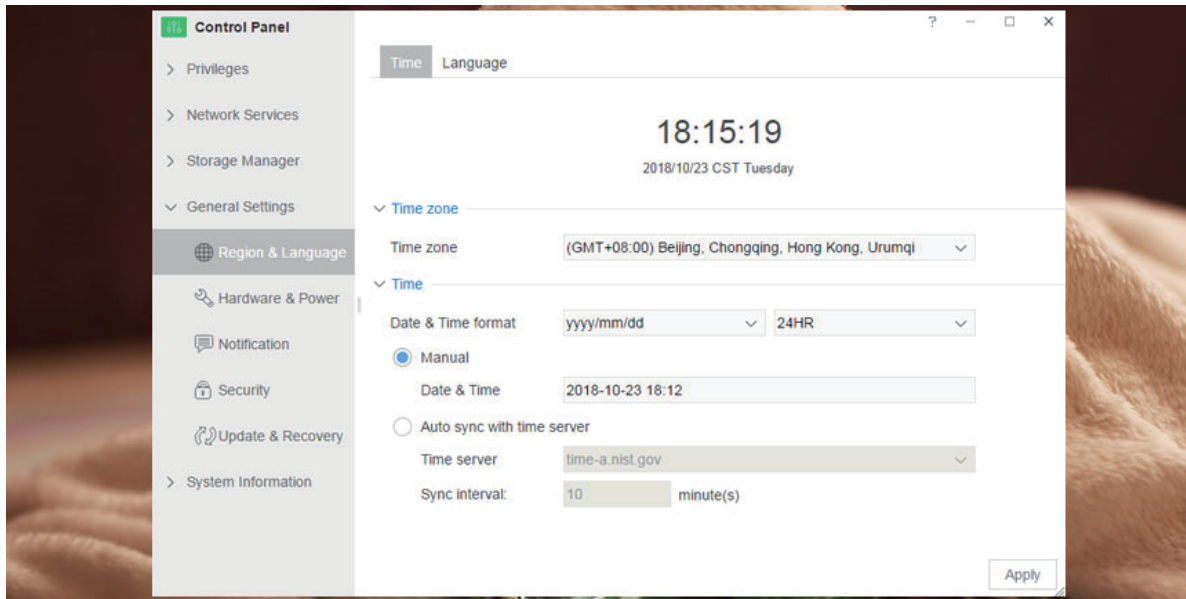 Control Panel
Privileges
Network Services
Storage Manager
General Settings
Region & Language
Hardware & Power
Notification
Security
Update & Recovery
System Information
?
Time Language
18:15:19
2018/10/23 CST Tuesday
Time zone
Time zone (GMT+08:00) Beijing, Chongqing, Hong Kong, Urumqi
Time
Date & Time format yyyy/mm/dd 24HR
Manual
Date & Time 2018-10-23 18:12
Auto sync with time server
Time server time-a.nist.gov
Sync interval: 10 minute(s)
Apply